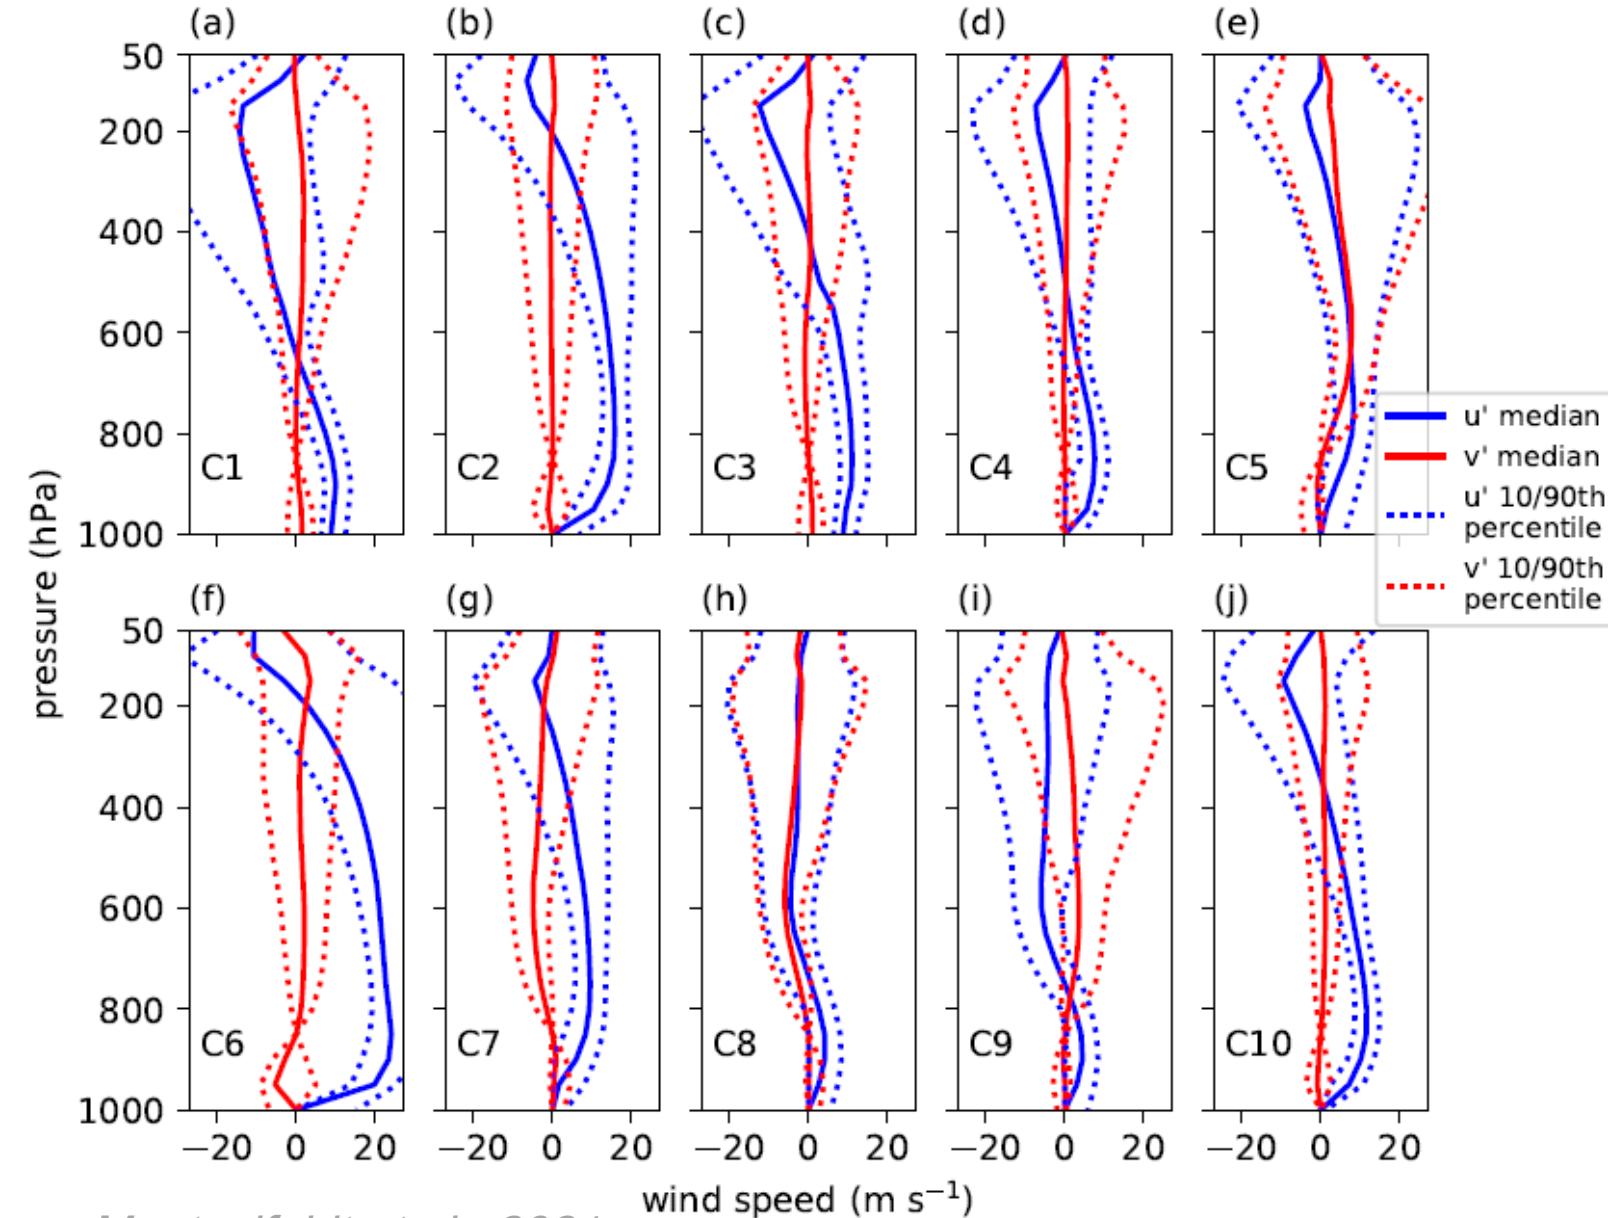 (a) (b) (c) (d) (e)
50
200
400
600
800
1000
C1 C2 C3 C4 C5
−20 0 20 −20 0 20 −20 0 20 −20 0 20 −20 0 20
u' median
v' median
u' 10/90th
percentile
v' 10/90th
percentile
pressure (hPa)
(f) (g) (h) (i) (j)
50
200
400
600
800
1000
C6 C7 C8 C9 C10
wind speed (m s⁻¹)